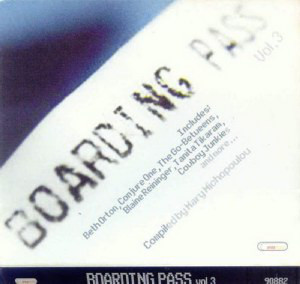 BOARDING PASS
Vol.3
Includes:
Beth Orton, Conjure One, The Go-Betweens,
Blaine Reininger, Tanita Tikaram,
Cowboy Junkies
and more...
Compiled by Mary
BOARDING PASS vol 3
90882